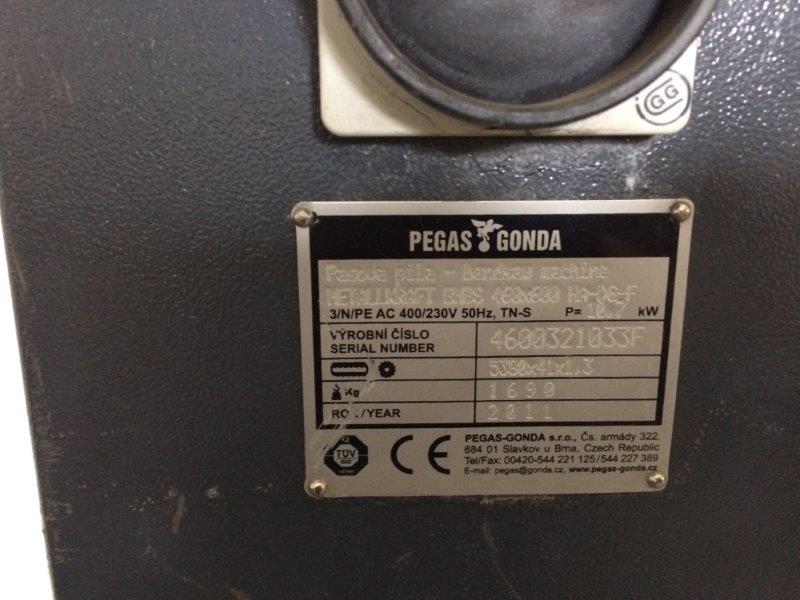 GG
PEGAS GONDA
Pasova pila - bandsaw machine
METALLKRAFT BMBS 460x600 HA-DG-F
3/N/PE AC 400/230V 50Hz, TN-S P= 10.7 kW
VÝROBNÍ ČÍSLO
SERIAL NUMBER 4600321033F
5380x41x1.3
Kg 1690
ROK/YEAR 2011
TÜV
CE
PEGAS-GONDA s.r.o., Čs. armády 322,
684 01 Slavkov u Brna, Czech Republic
Tel/Fax: 00420-544 221 125/544 227 389
E-mail: pegas@gonda.cz, www.pegas-gonda.cz